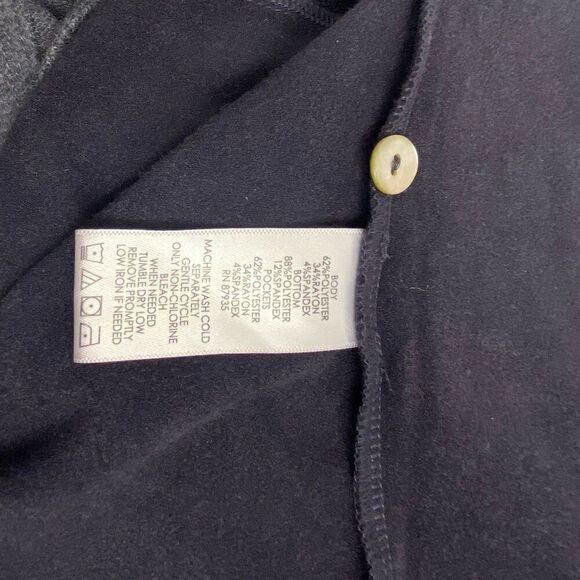 BODY
62%POLYESTER
34%RAYON
4%SPANDEX
BOTTOM
88%POLYESTER
12%SPANDEX
POCKETS
62%POLYESTER
34%RAYON
4%SPANDEX
RN 87935
MACHINE WASH COLD
SEPARATELY
GENTLE CYCLE
ONLY NON-CHLORINE
BLEACH
WHEN NEEDED
TUMBLE DRY LOW
REMOVE PROMPTLY
LOW IRON IF NEEDED